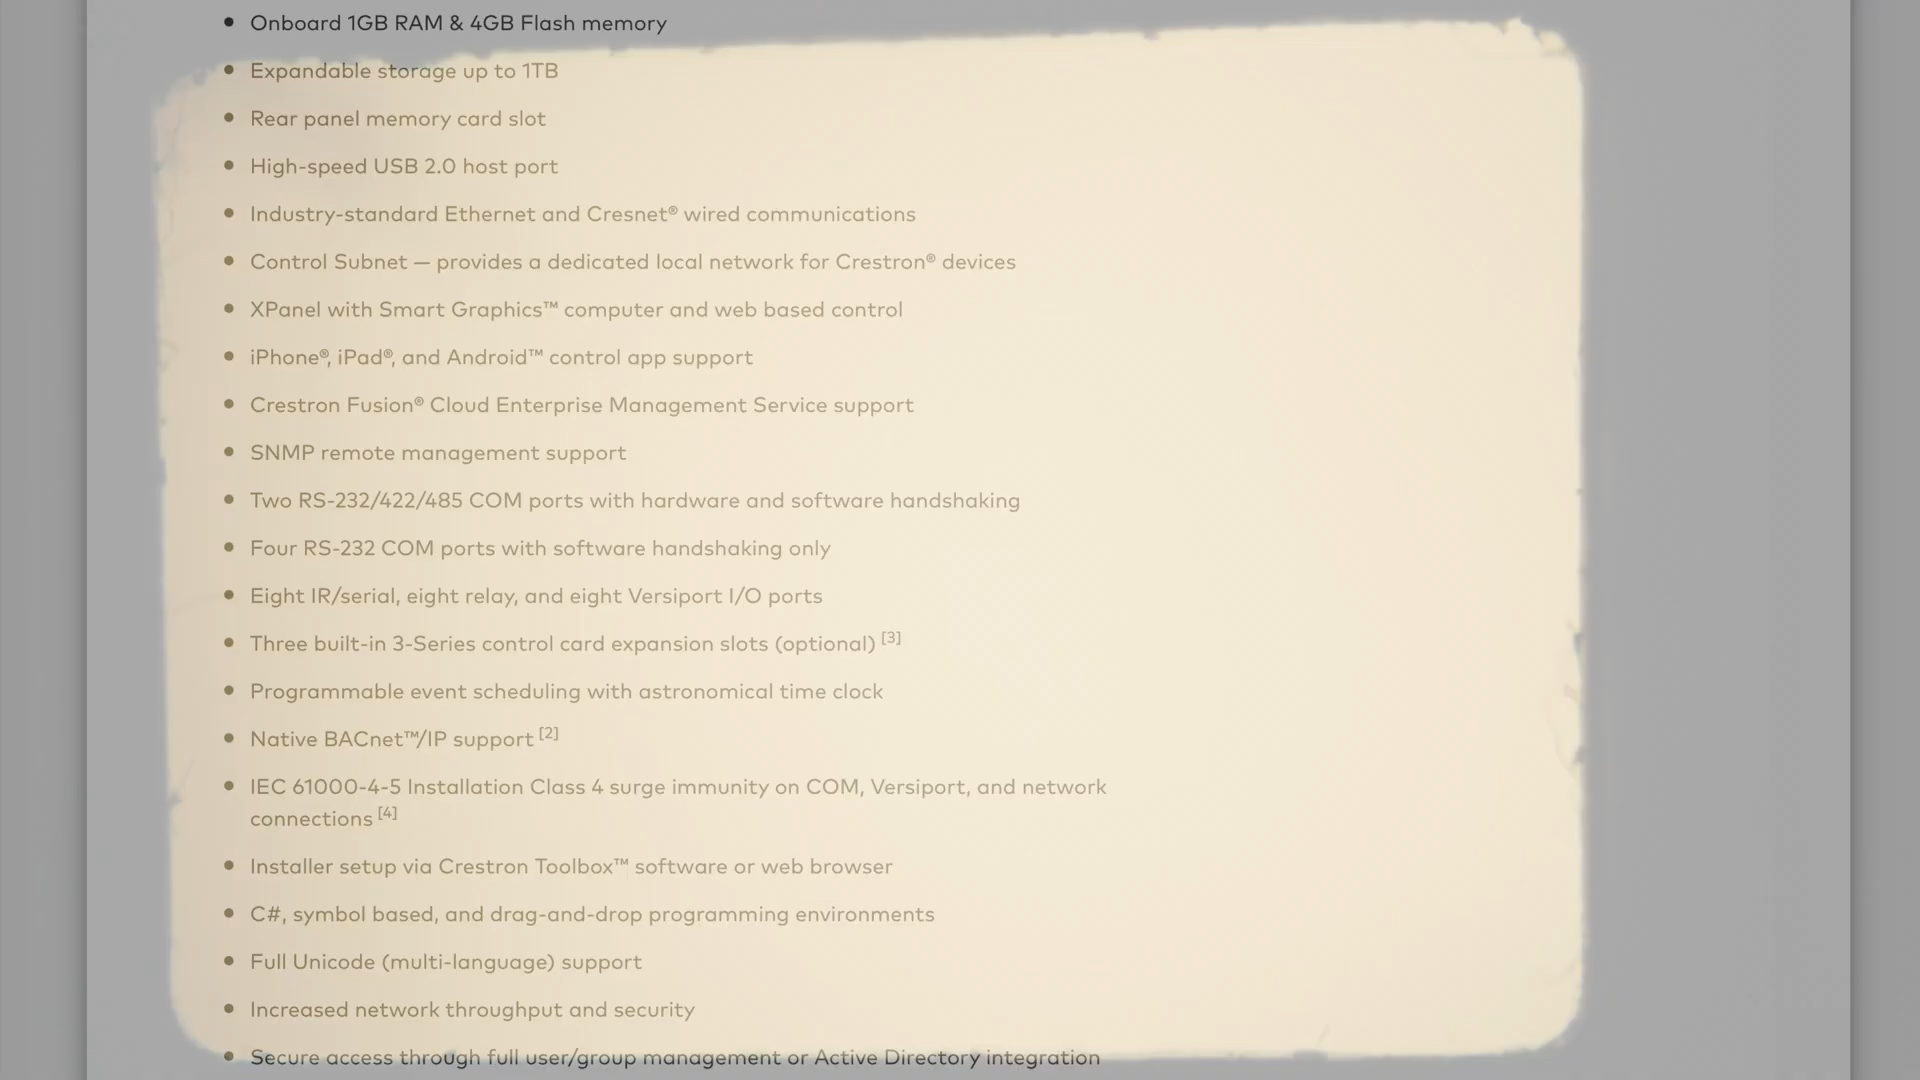 • Onboard 1GB RAM & 4GB Flash memory
• Expandable storage up to 1TB
• Rear panel memory card slot
• High-speed USB 2.0 host port
• Industry-standard Ethernet and Cresnet® wired communications
• Control Subnet — provides a dedicated local network for Crestron® devices
• XPanel with Smart Graphics™ computer and web based control
• iPhone®, iPad®, and Android™ control app support
• Crestron Fusion® Cloud Enterprise Management Service support
• SNMP remote management support
• Two RS-232/422/485 COM ports with hardware and software handshaking
• Four RS-232 COM ports with software handshaking only
• Eight IR/serial, eight relay, and eight Versiport I/O ports
• Three built-in 3-Series control card expansion slots (optional) [3]
• Programmable event scheduling with astronomical time clock
• Native BACnet™/IP support [2]
• IEC 61000-4-5 Installation Class 4 surge immunity on COM, Versiport, and network
connections [4]
• Installer setup via Crestron Toolbox™ software or web browser
• C#, symbol based, and drag-and-drop programming environments
• Full Unicode (multi-language) support
• Increased network throughput and security
• Secure access through full user/group management or Active Directory integration